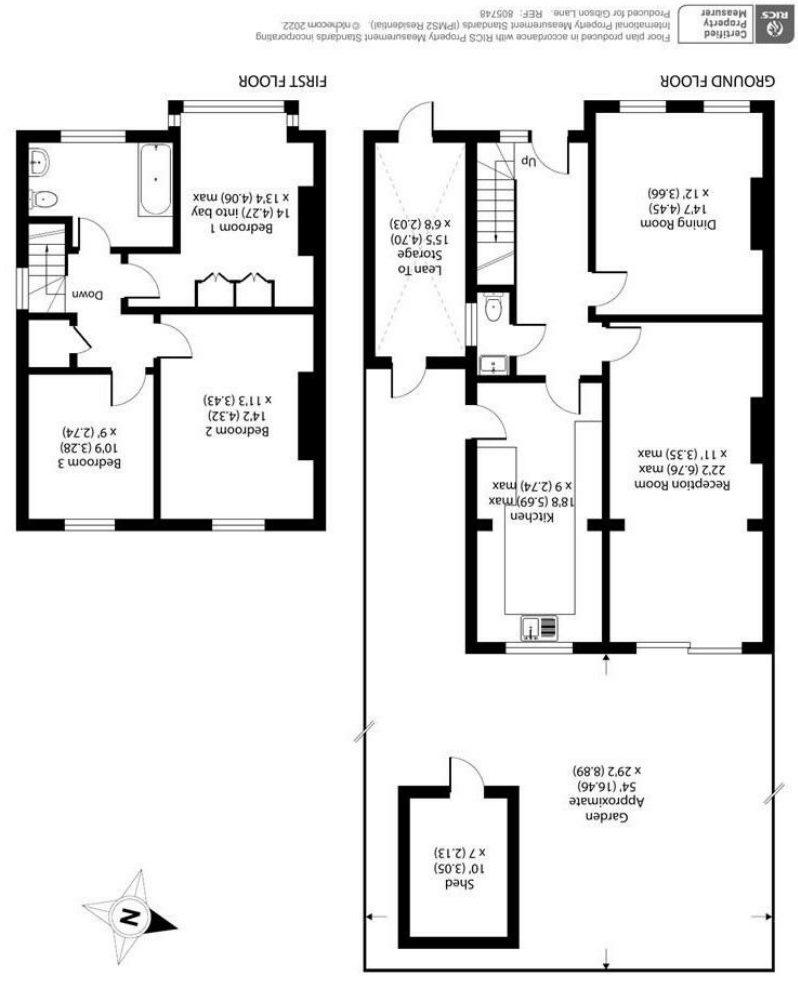 Garden
Approximate
54' (16.46)
x 29'2 (8.89)
Shed
10' (3.05)
x 7 (2.13)
N
Reception Room
22'2 (6.76) max
x 11' (3.35) max
Kitchen
18'8 (5.69) max
x 9 (2.74) max
Dining Room
14'7 (4.45)
x 12' (3.66)
Up
Lean To
Storage
15'5 (4.70)
x 6'8 (2.03)
GROUND FLOOR
Bedroom 3
10'9 (3.28)
x 9' (2.74)
Bedroom 2
14'2 (4.32)
x 11'3 (3.43)
Down
Bedroom 1
14 (4.27) into bay
x 13'4 (4.06) max
FIRST FLOOR
RICS
Certified
Property
Measurer
Floor plan produced in accordance with RICS Property Measurement Standards incorporating
International Property Measurement Standards (IPMS2 Residential). © nichecom 2022.
Produced for Gibson Lane. REF: 805748